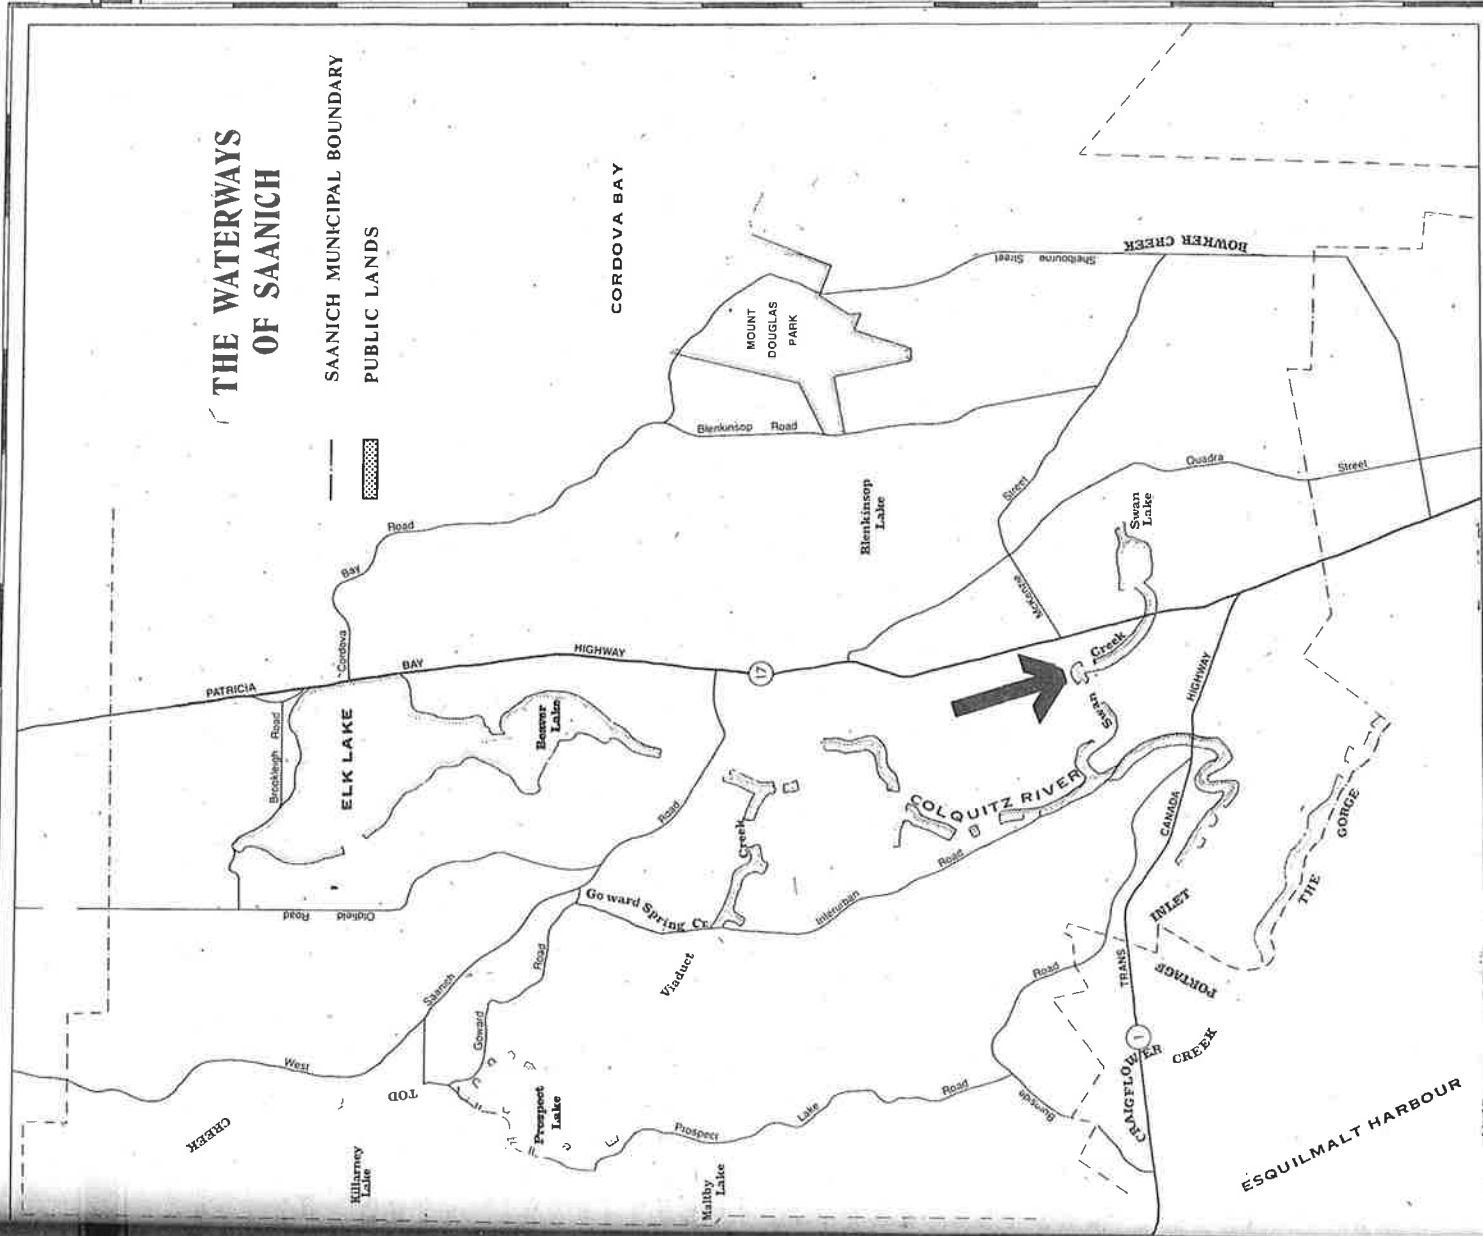 THE WATERWAYS
OF SAANICH
SAANICH MUNICIPAL BOUNDARY
PUBLIC LANDS
CORDOVA BAY
MOUNT
DOUGLAS
PARK
Shelbourne Street
BOWKER CREEK
Blenkinsop Road
Blenkinsop
Lake
Quadra Street
McKenzie Street
Swan
Lake
Cordova Bay Road
PATRICIA BAY HIGHWAY
17
Brookleigh Road
ELK LAKE
Beaver
Lake
Swan Creek
COLQUITZ RIVER
Creek
Road
Oldfield Road
Goward Spring Cr.
Viaduct
Interurban Road
West Saanich
Goward Road
TOD
CREEK
Prospect
Lake
Killarney
Lake
Maltby
Lake
Prospect Lake Road
Burnside Road
TRANS CANADA HIGHWAY
1
CRAIGFLOWER CREEK
PORTAGE INLET
THE GORGE
ESQUILMALT HARBOUR